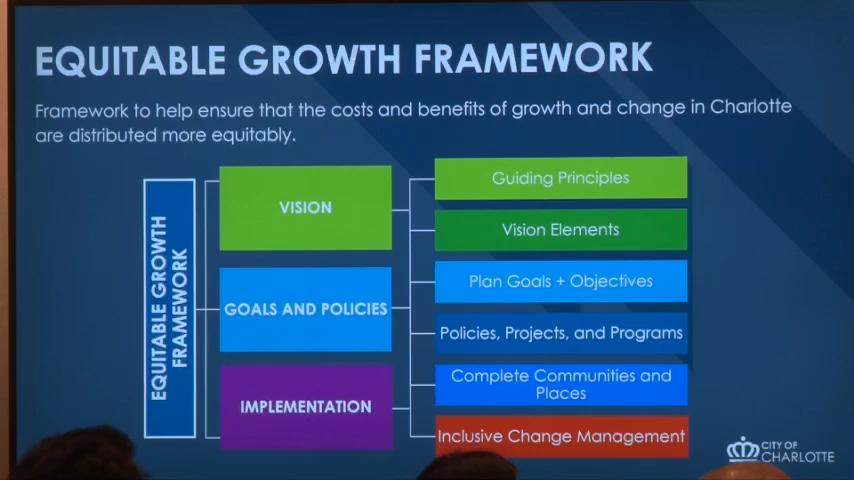 EQUITABLE GROWTH FRAMEWORK
Framework to help ensure that the costs and benefits of growth and change in Charlotte
are distributed more equitably.
EQUITABLE GROWTH
FRAMEWORK
VISION
Guiding Principles
Vision Elements
GOALS AND POLICIES
Plan Goals + Objectives
Policies, Projects, and Programs
IMPLEMENTATION
Complete Communities and
Places
Inclusive Change Management
CITY OF
CHARLOTTE